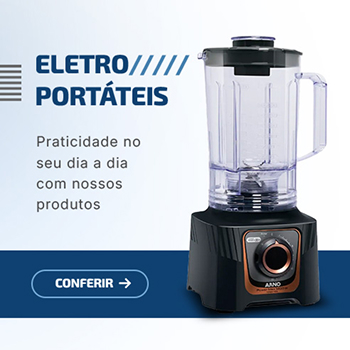 ELETRO/////
PORTÁTEIS
Praticidade no
seu dia a dia
com nossos
produtos
CONFERIR →
ARNO